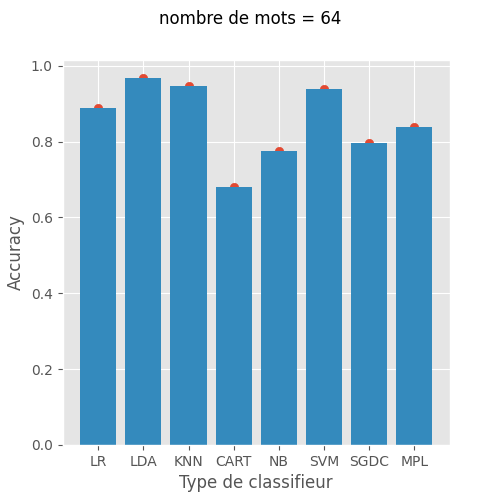 nombre de mots = 64
Accuracy
1.0
0.8
0.6
0.4
0.2
0.0
LR LDA KNN CART NB SVM SGDC MPL
Type de classifieur